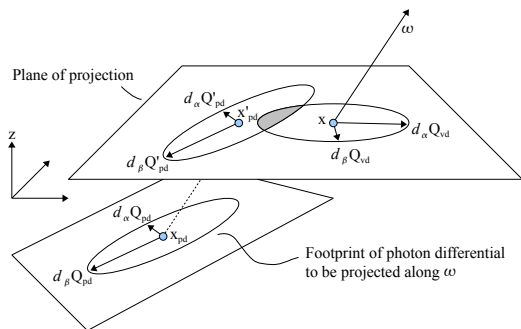 ω
Plane of projection
d_α Q'_pd
x'_pd
x
d_α Q_vd
d_β Q'_pd
d_β Q_vd
z
d_α Q_pd
x_pd
d_β Q_pd
Footprint of photon differential
to be projected along ω